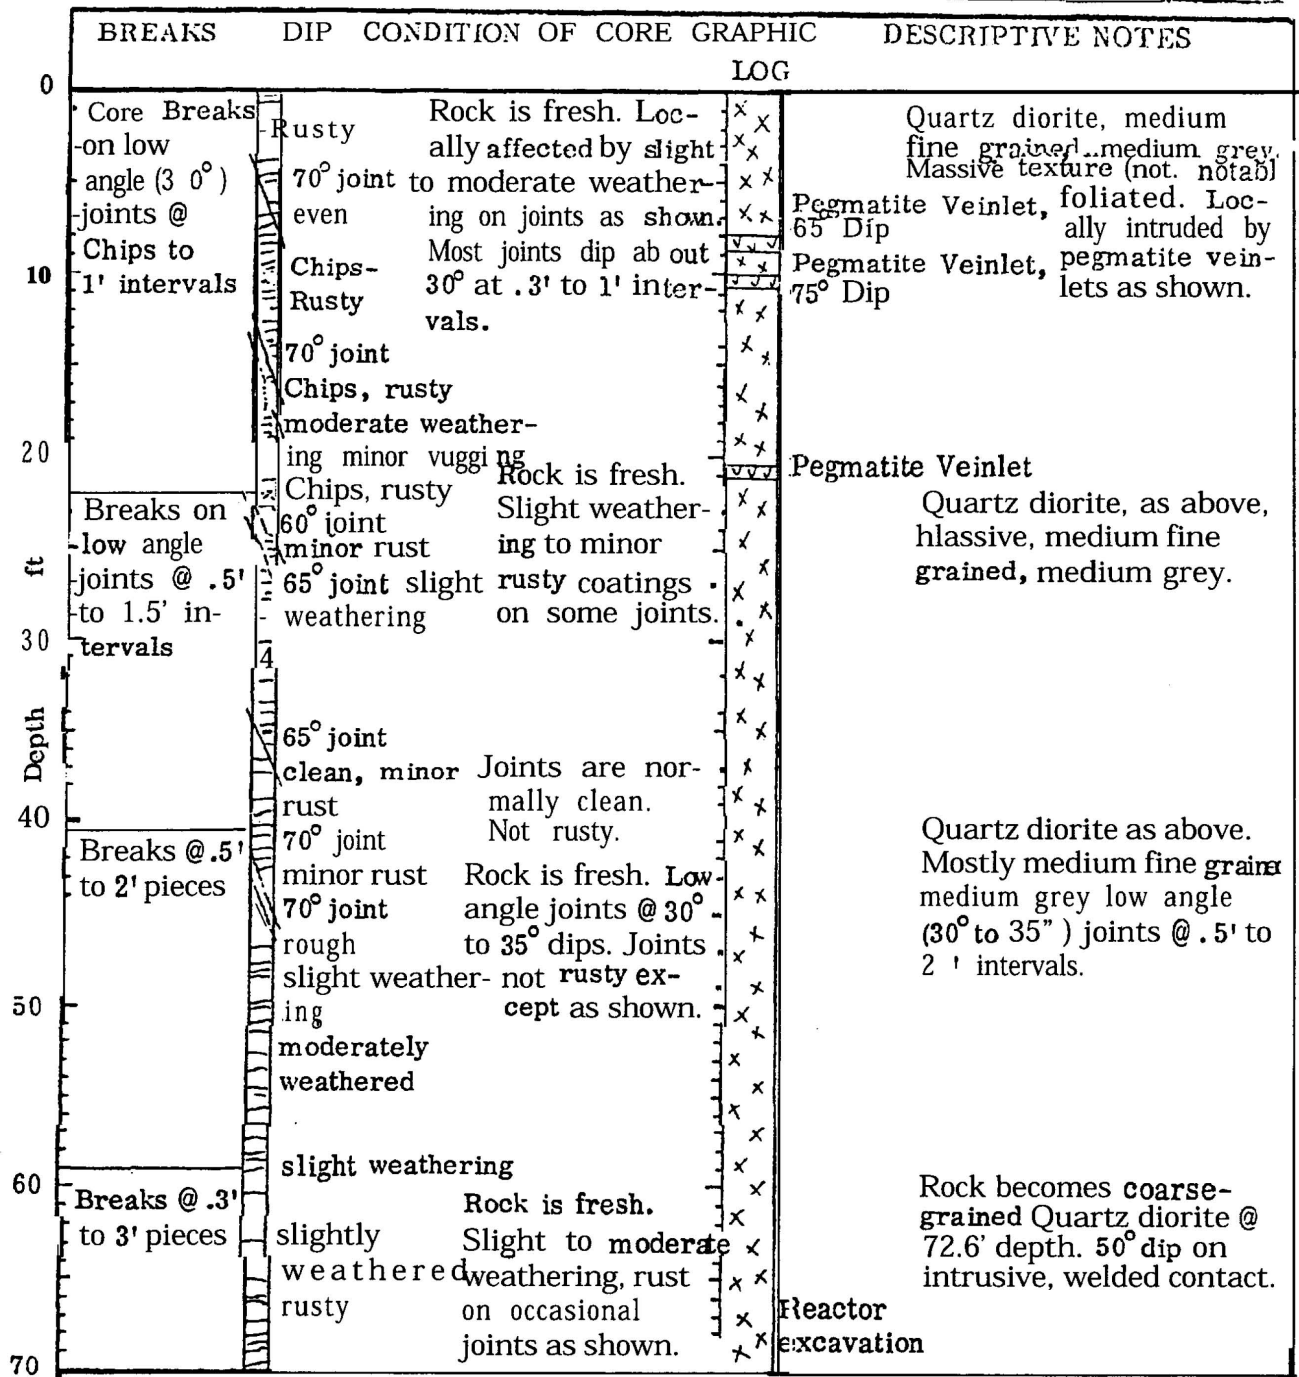 BREAKS DIP CONDITION OF CORE GRAPHIC LOG DESCRIPTIVE NOTES
0
10
20
30
40
50
60
70
Depth ft
Core Breaks
on low
angle (3 0°)
joints @
Chips to
1' intervals
Breaks on
low angle
joints @ .5'
to 1.5' in-
tervals
Breaks @ .5'
to 2' pieces
Breaks @ .3'
to 3' pieces
Rusty
70° joint
even
Chips-
Rusty
70° joint
Chips, rusty
moderate weather-
ing minor vugging
Chips, rusty
60° joint
minor rust
65° joint slight
weathering
4
65° joint
clean, minor
rust
70° joint
minor rust
70° joint
rough
slight weather-
ing
moderately
weathered
slight weathering
slightly
weathered
rusty
Rock is fresh. Loc-
ally affected by slight
to moderate weather-
ing on joints as shown.
Most joints dip ab out
30° at .3' to 1' inter-
vals.
Rock is fresh.
Slight weather-
ing to minor
rusty coatings
on some joints.
Joints are nor-
mally clean.
Not rusty.
Rock is fresh. Low
angle joints @ 30°
to 35° dips. Joints
not rusty ex-
cept as shown.
Rock is fresh.
Slight to moderate
weathering, rust
on occasional
joints as shown.
Pegmatite Veinlet,
65° Dip
Pegmatite Veinlet,
75° Dip
Pegmatite Veinlet
Reactor
excavation
Quartz diorite, medium
fine grained medium grey.
Massive texture (not. notabl
foliated. Loc-
ally intruded by
pegmatite vein-
lets as shown.
Quartz diorite, as above,
hlassive, medium fine
grained, medium grey.
Quartz diorite as above.
Mostly medium fine graine
medium grey low angle
(30° to 35") joints @ .5' to
2 ' intervals.
Rock becomes coarse-
grained Quartz diorite @
72.6' depth. 50° dip on
intrusive, welded contact.